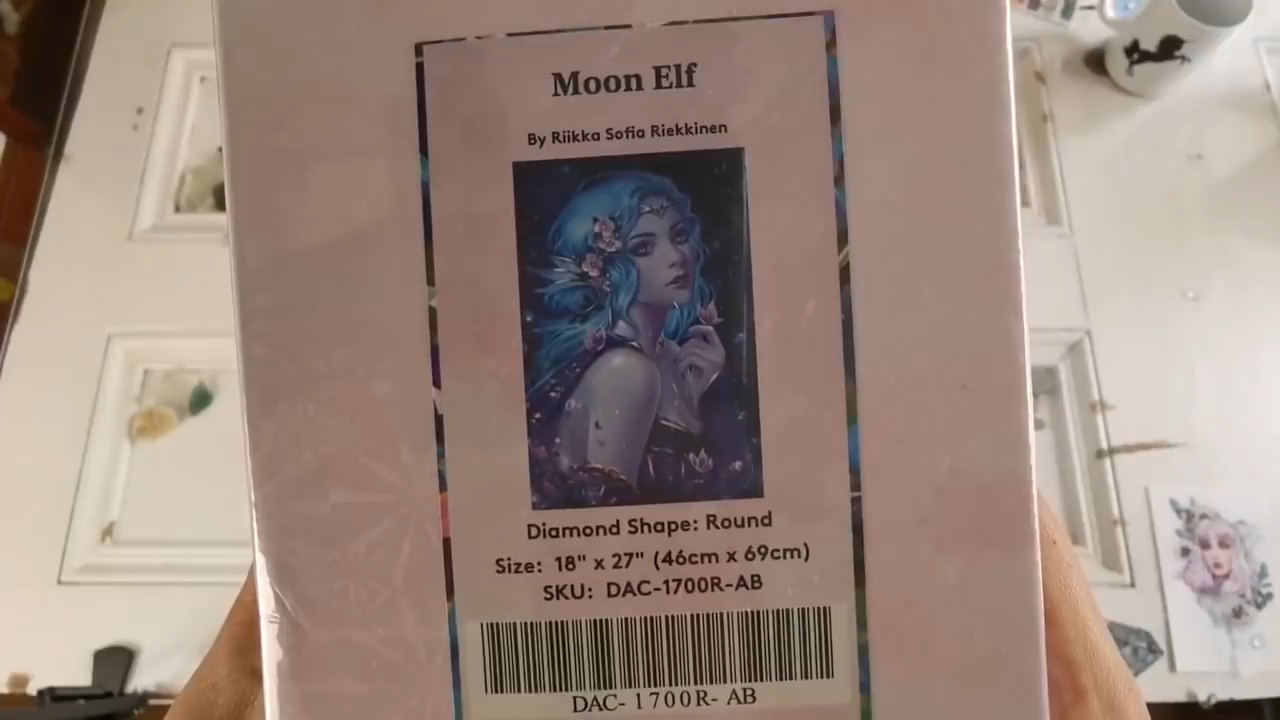 Moon Elf
By Riikka Sofia Riekkinen
Diamond Shape: Round
Size: 18" x 27" (46cm x 69cm)
SKU: DAC-1700R-AB
DAC- 1700R- AB